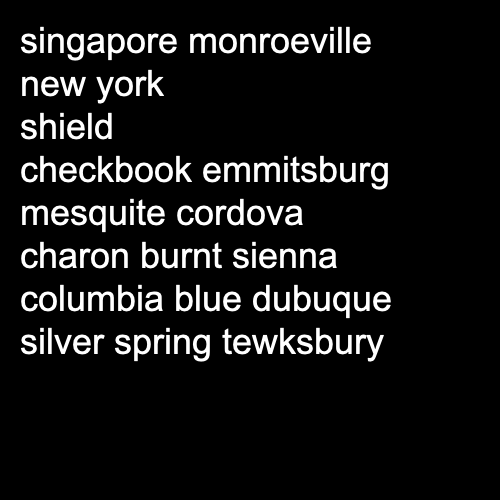 singapore monroeville
new york
shield
checkbook emmitsburg
mesquite cordova
charon burnt sienna
columbia blue dubuque
silver spring tewksbury